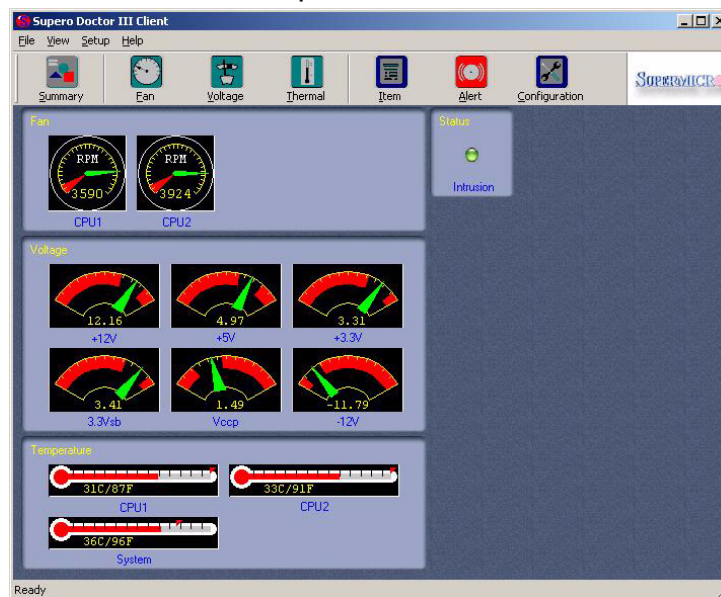 Supero Doctor III Client
File View Setup Help
Summary Fan Voltage Thermal Item Alert Configuration
SUPERMICR
Fan
RPM RPM
3590 3924
CPU1 CPU2
Status
Intrusion
Voltage
12.16 4.97 3.31
+12V +5V +3.3V
3.41 1.49 -11.79
3.3Vsb Vccp -12V
Temperature
31C/87F 33C/91F
CPU1 CPU2
36C/96F
System
Ready